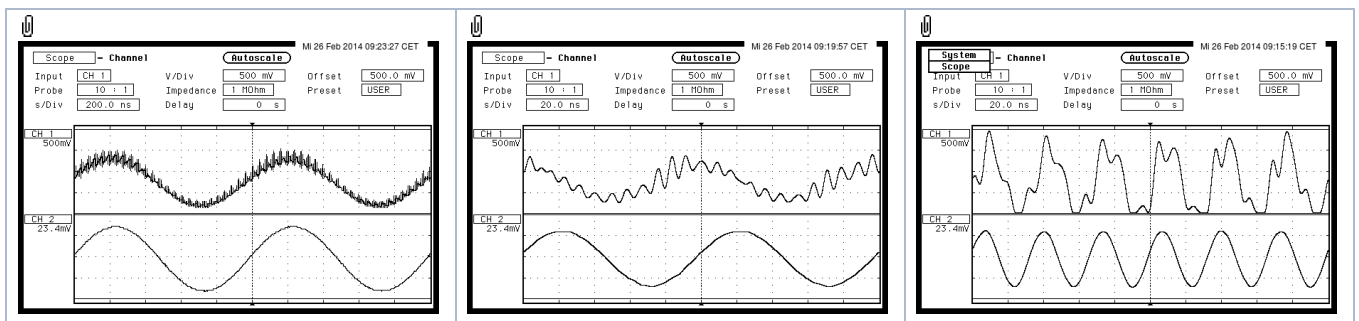 MI 26 Feb 2014 09:23:27 CET
Scope - Channel Autoscale
Input CH 1 V/Div 500 mV Offset 500.0 mV
Probe 10 : 1 Impedance 1 MOhm Preset USER
s/Div 200.0 ns Delay 0 s
CH 1
500mV
CH 2
23.4mV
MI 26 Feb 2014 09:19:57 CET
Scope - Channel Autoscale
Input CH 1 V/Div 500 mV Offset 500.0 mV
Probe 10 : 1 Impedance 1 MOhm Preset USER
s/Div 20.0 ns Delay 0 s
CH 1
500mV
CH 2
23.4mV
MI 26 Feb 2014 09:15:19 CET
System - Channel Autoscale
Scope
Input CH 1 V/Div 500 mV Offset 500.0 mV
Probe 10 : 1 Impedance 1 MOhm Preset USER
s/Div 20.0 ns Delay 0 s
CH 1
500mV
CH 2
23.4mV